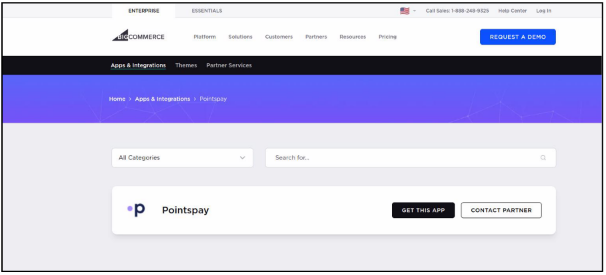 ENTERPRISE ESSENTIALS Call Sales: 1-888-248-9325 Help Center Log In
BIGCOMMERCE Platform Solutions Customers Partners Resources Pricing REQUEST A DEMO
Apps & Integrations Themes Partner Services
Home > Apps & Integrations > Pointspay
All Categories Search for...
p Pointspay GET THIS APP CONTACT PARTNER